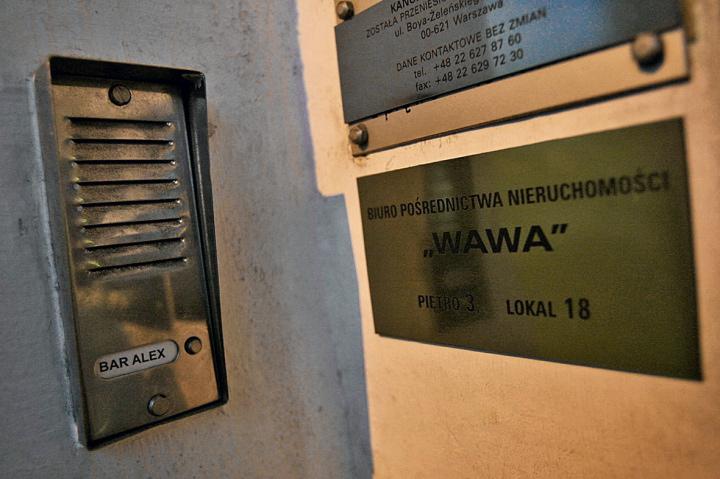 BAR ALEX
ZOSTAŁA PRZENIESIO
ul. Boya-Żeleńskiego
00-621 Warszawa
DANE KONTAKTOWE BEZ ZMIAN
tel. +48 22 627 87 60
fax: +48 22 629 72 30
BIURO POŚREDNICTWA NIERUCHOMOŚCI
„WAWA”
PIĘTRO 3 LOKAL 18